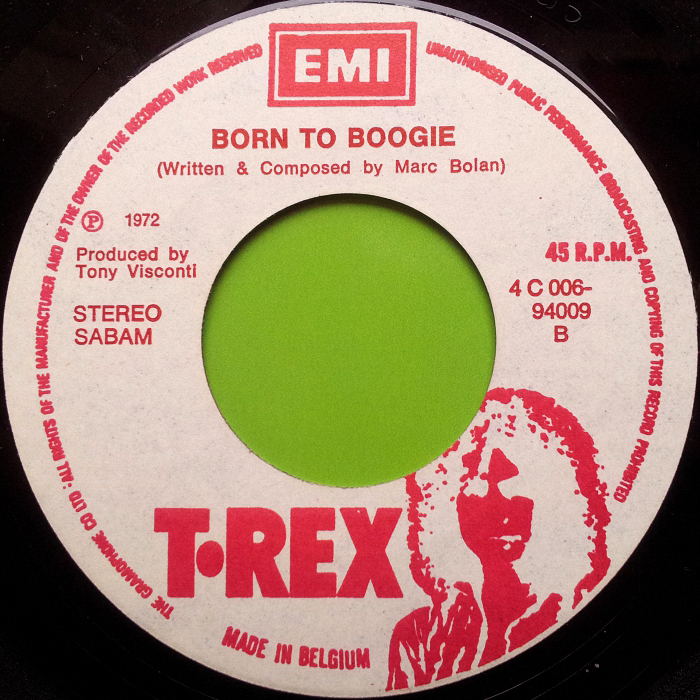 EMI
BORN TO BOOGIE
(Written & Composed by Marc Bolan)
Ⓟ 1972
Produced by
Tony Visconti
STEREO
SABAM
45 R.P.M.
4 C 006-
94009
B
T•REX
MADE IN BELGIUM
THE GRAMOPHONE CO LTD · ALL RIGHTS OF THE MANUFACTURER AND OF THE OWNER OF THE RECORDED WORK RESERVED
UNAUTHORISED PUBLIC PERFORMANCE BROADCASTING AND COPYING OF THIS RECORD PROHIBITED